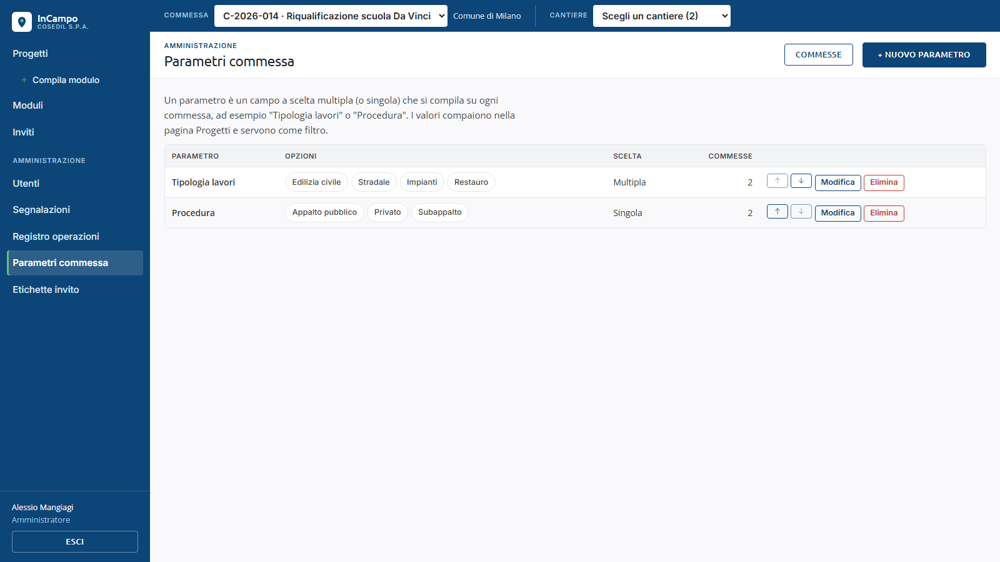 InCampo
COSEDIL S.P.A.
Progetti
+ Compila modulo
Moduli
Inviti
AMMINISTRAZIONE
Utenti
Segnalazioni
Registro operazioni
Parametri commessa
Etichette invito
Alessio Mangiagi
Amministratore
ESCI
COMMESSA C-2026-014 · Riqualificazione scuola Da Vinci Comune di Milano CANTIERE Scegli un cantiere (2)
AMMINISTRAZIONE
Parametri commessa
COMMESSE + NUOVO PARAMETRO
Un parametro è un campo a scelta multipla (o singola) che si compila su ogni
commessa, ad esempio "Tipologia lavori" o "Procedura". I valori compaiono nella
pagina Progetti e servono come filtro.
PARAMETRO OPZIONI SCELTA COMMESSE
Tipologia lavori Edilizia civile Stradale Impianti Restauro Multipla 2 ↑ ↓ Modifica Elimina
Procedura Appalto pubblico Privato Subappalto Singola 2 ↑ ↓ Modifica Elimina